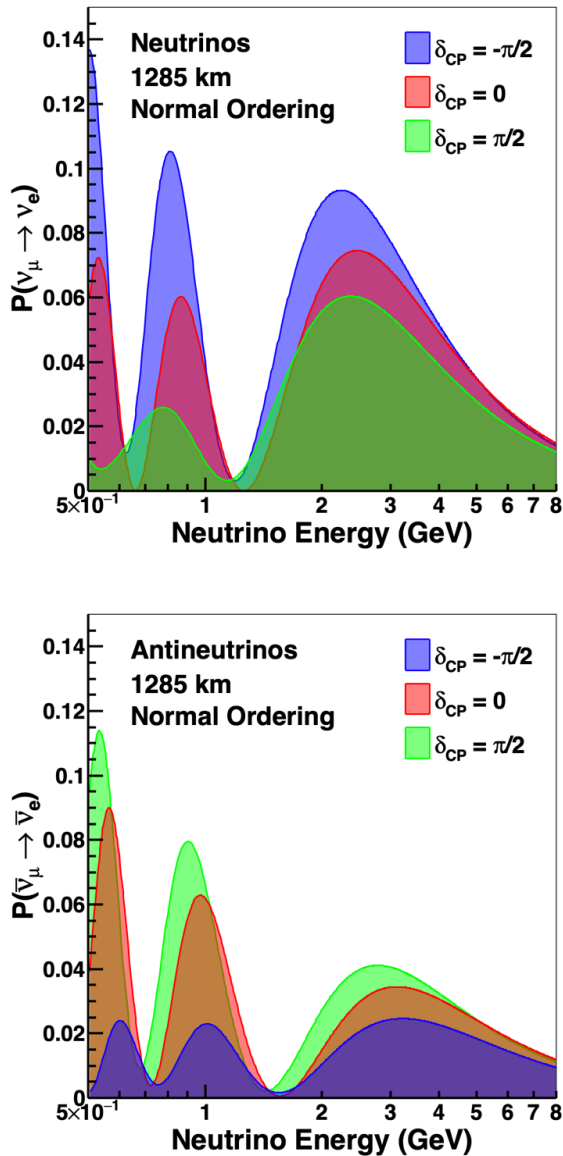 Neutrinos
1285 km
Normal Ordering
δCP = -π/2
δCP = 0
δCP = π/2
P(νμ → νe)
0.14
0.12
0.1
0.08
0.06
0.04
0.02
0
5×10⁻¹ 1 2 3 4 5 6 7 8
Neutrino Energy (GeV)
Antineutrinos
1285 km
Normal Ordering
δCP = -π/2
δCP = 0
δCP = π/2
P(ν̄μ → ν̄e)
0.14
0.12
0.1
0.08
0.06
0.04
0.02
0
5×10⁻¹ 1 2 3 4 5 6 7 8
Neutrino Energy (GeV)